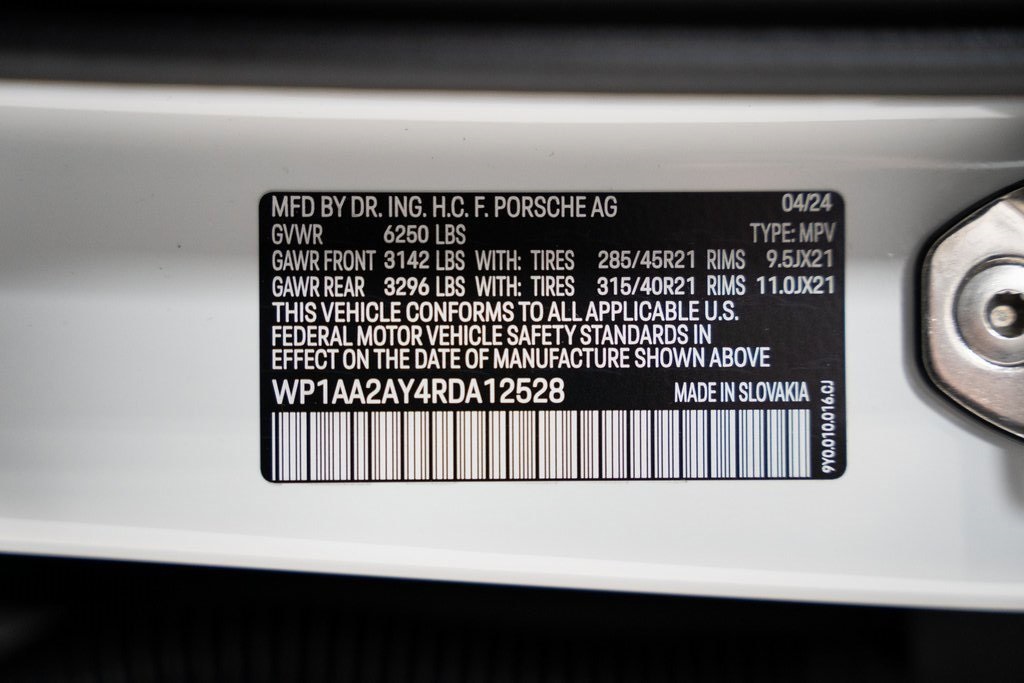 MFD BY DR. ING. H.C. F. PORSCHE AG 04/24
GVWR 6250 LBS TYPE: MPV
GAWR FRONT 3142 LBS WITH: TIRES 285/45R21 RIMS 9.5JX21
GAWR REAR 3296 LBS WITH: TIRES 315/40R21 RIMS 11.0JX21
THIS VEHICLE CONFORMS TO ALL APPLICABLE U.S.
FEDERAL MOTOR VEHICLE SAFETY STANDARDS IN
EFFECT ON THE DATE OF MANUFACTURE SHOWN ABOVE
WP1AA2AY4RDA12528 MADE IN SLOVAKIA
9Y0.010.016.CJ